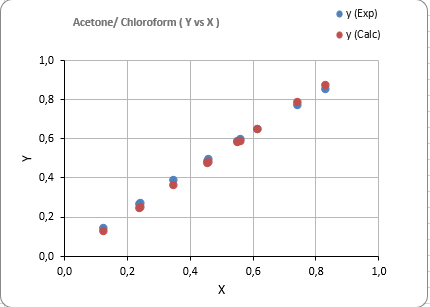 Acetone/ Chloroform ( Y vs X )
y (Exp)
y (Calc)
1,0
0,8
0,6
0,4
0,2
0,0
Y
0,0 0,2 0,4 0,6 0,8 1,0
X